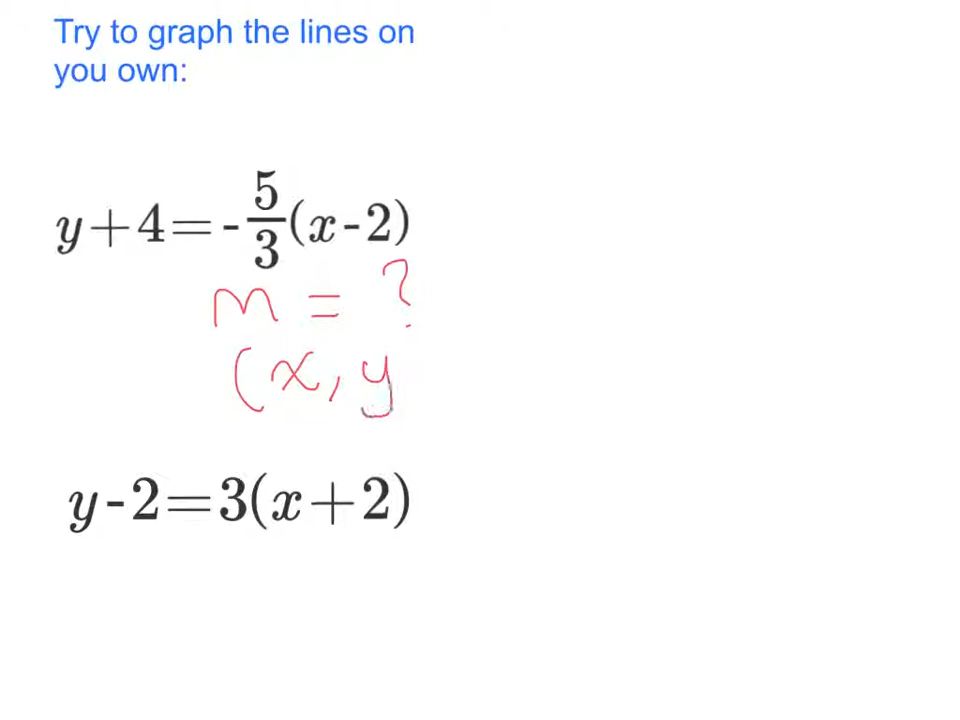 Try to graph the lines on
you own:
y+4=-5/3(x-2)
m = ?
(x, y
y-2=3(x+2)